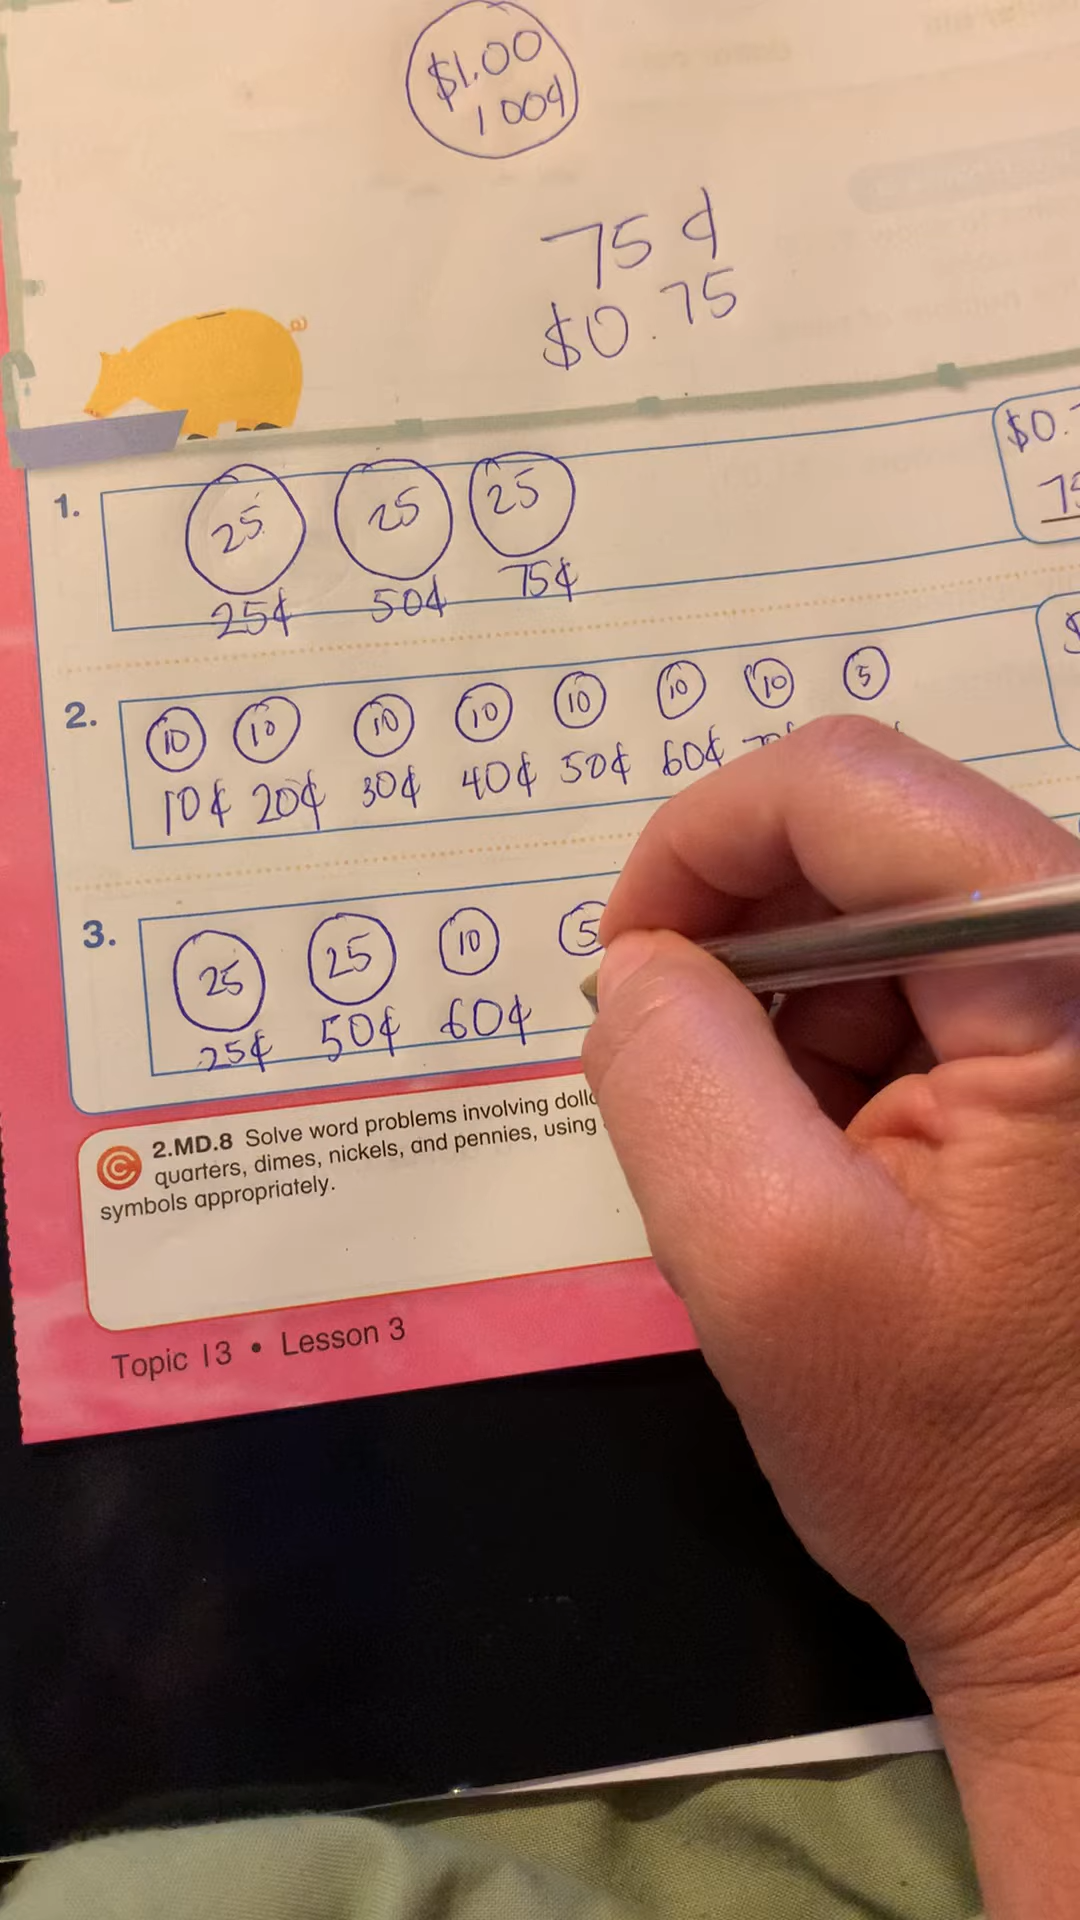 $1.00
100¢
75¢
$0.75
1.
25 25 25
25¢ 50¢ 75¢
$0.
2.
10 10 10 10 10 10 10 5
10¢ 20¢ 30¢ 40¢ 50¢ 60¢
3.
25 25 10 5
25¢ 50¢ 60¢
2.MD.8 Solve word problems involving
quarters, dimes, nickels, and pennies, using
symbols appropriately.
Topic 13 • Lesson 3